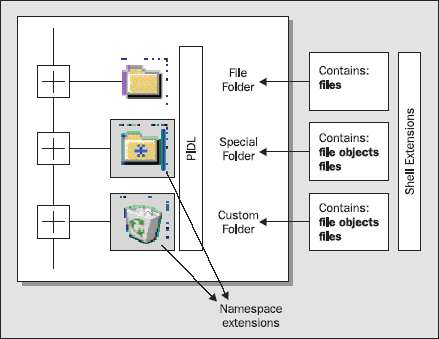 File
Folder
Contains:
files
PIDL
Special
Folder
Contains:
file objects
files
Shell Extensions
Custom
Folder
Contains:
file objects
files
Namespace
extensions